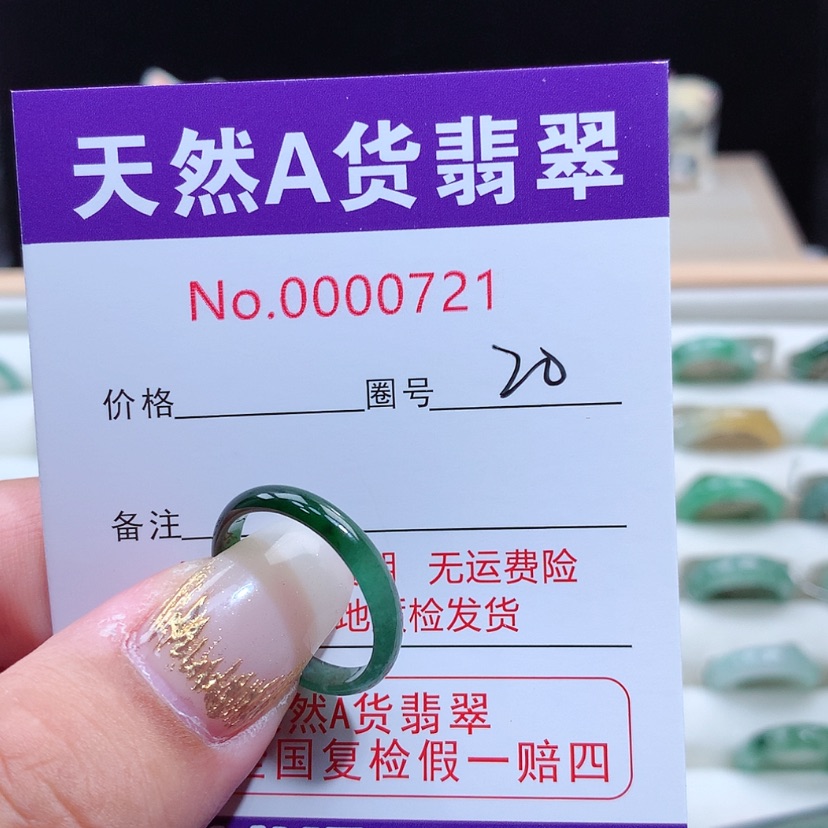 天然A货翡翠
No.0000721
价格 圈号 20
备注
无运费险
检发货
然A货翡翠
国复检假一赔四